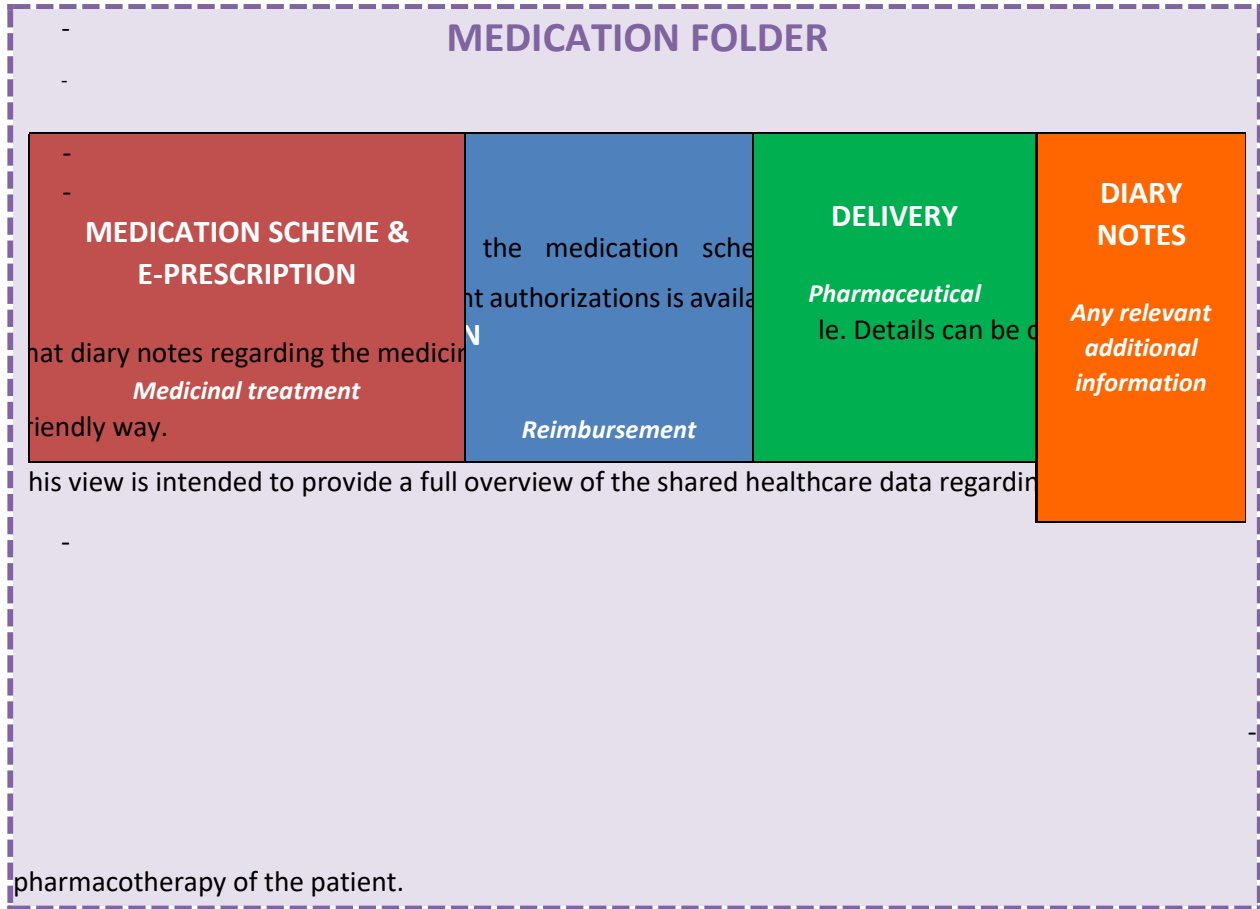 - MEDICATION FOLDER
-
-
-
MEDICATION SCHEME &
E-PRESCRIPTION
Medicinal treatment
the medication sche
nt authorizations is availa
N
Reimbursement
DELIVERY
Pharmaceutical
le. Details can be
DIARY
NOTES
Any relevant
additional
information
hat diary notes regarding the medicin
riendly way.
his view is intended to provide a full overview of the shared healthcare data regardin
-
-
pharmacotherapy of the patient.